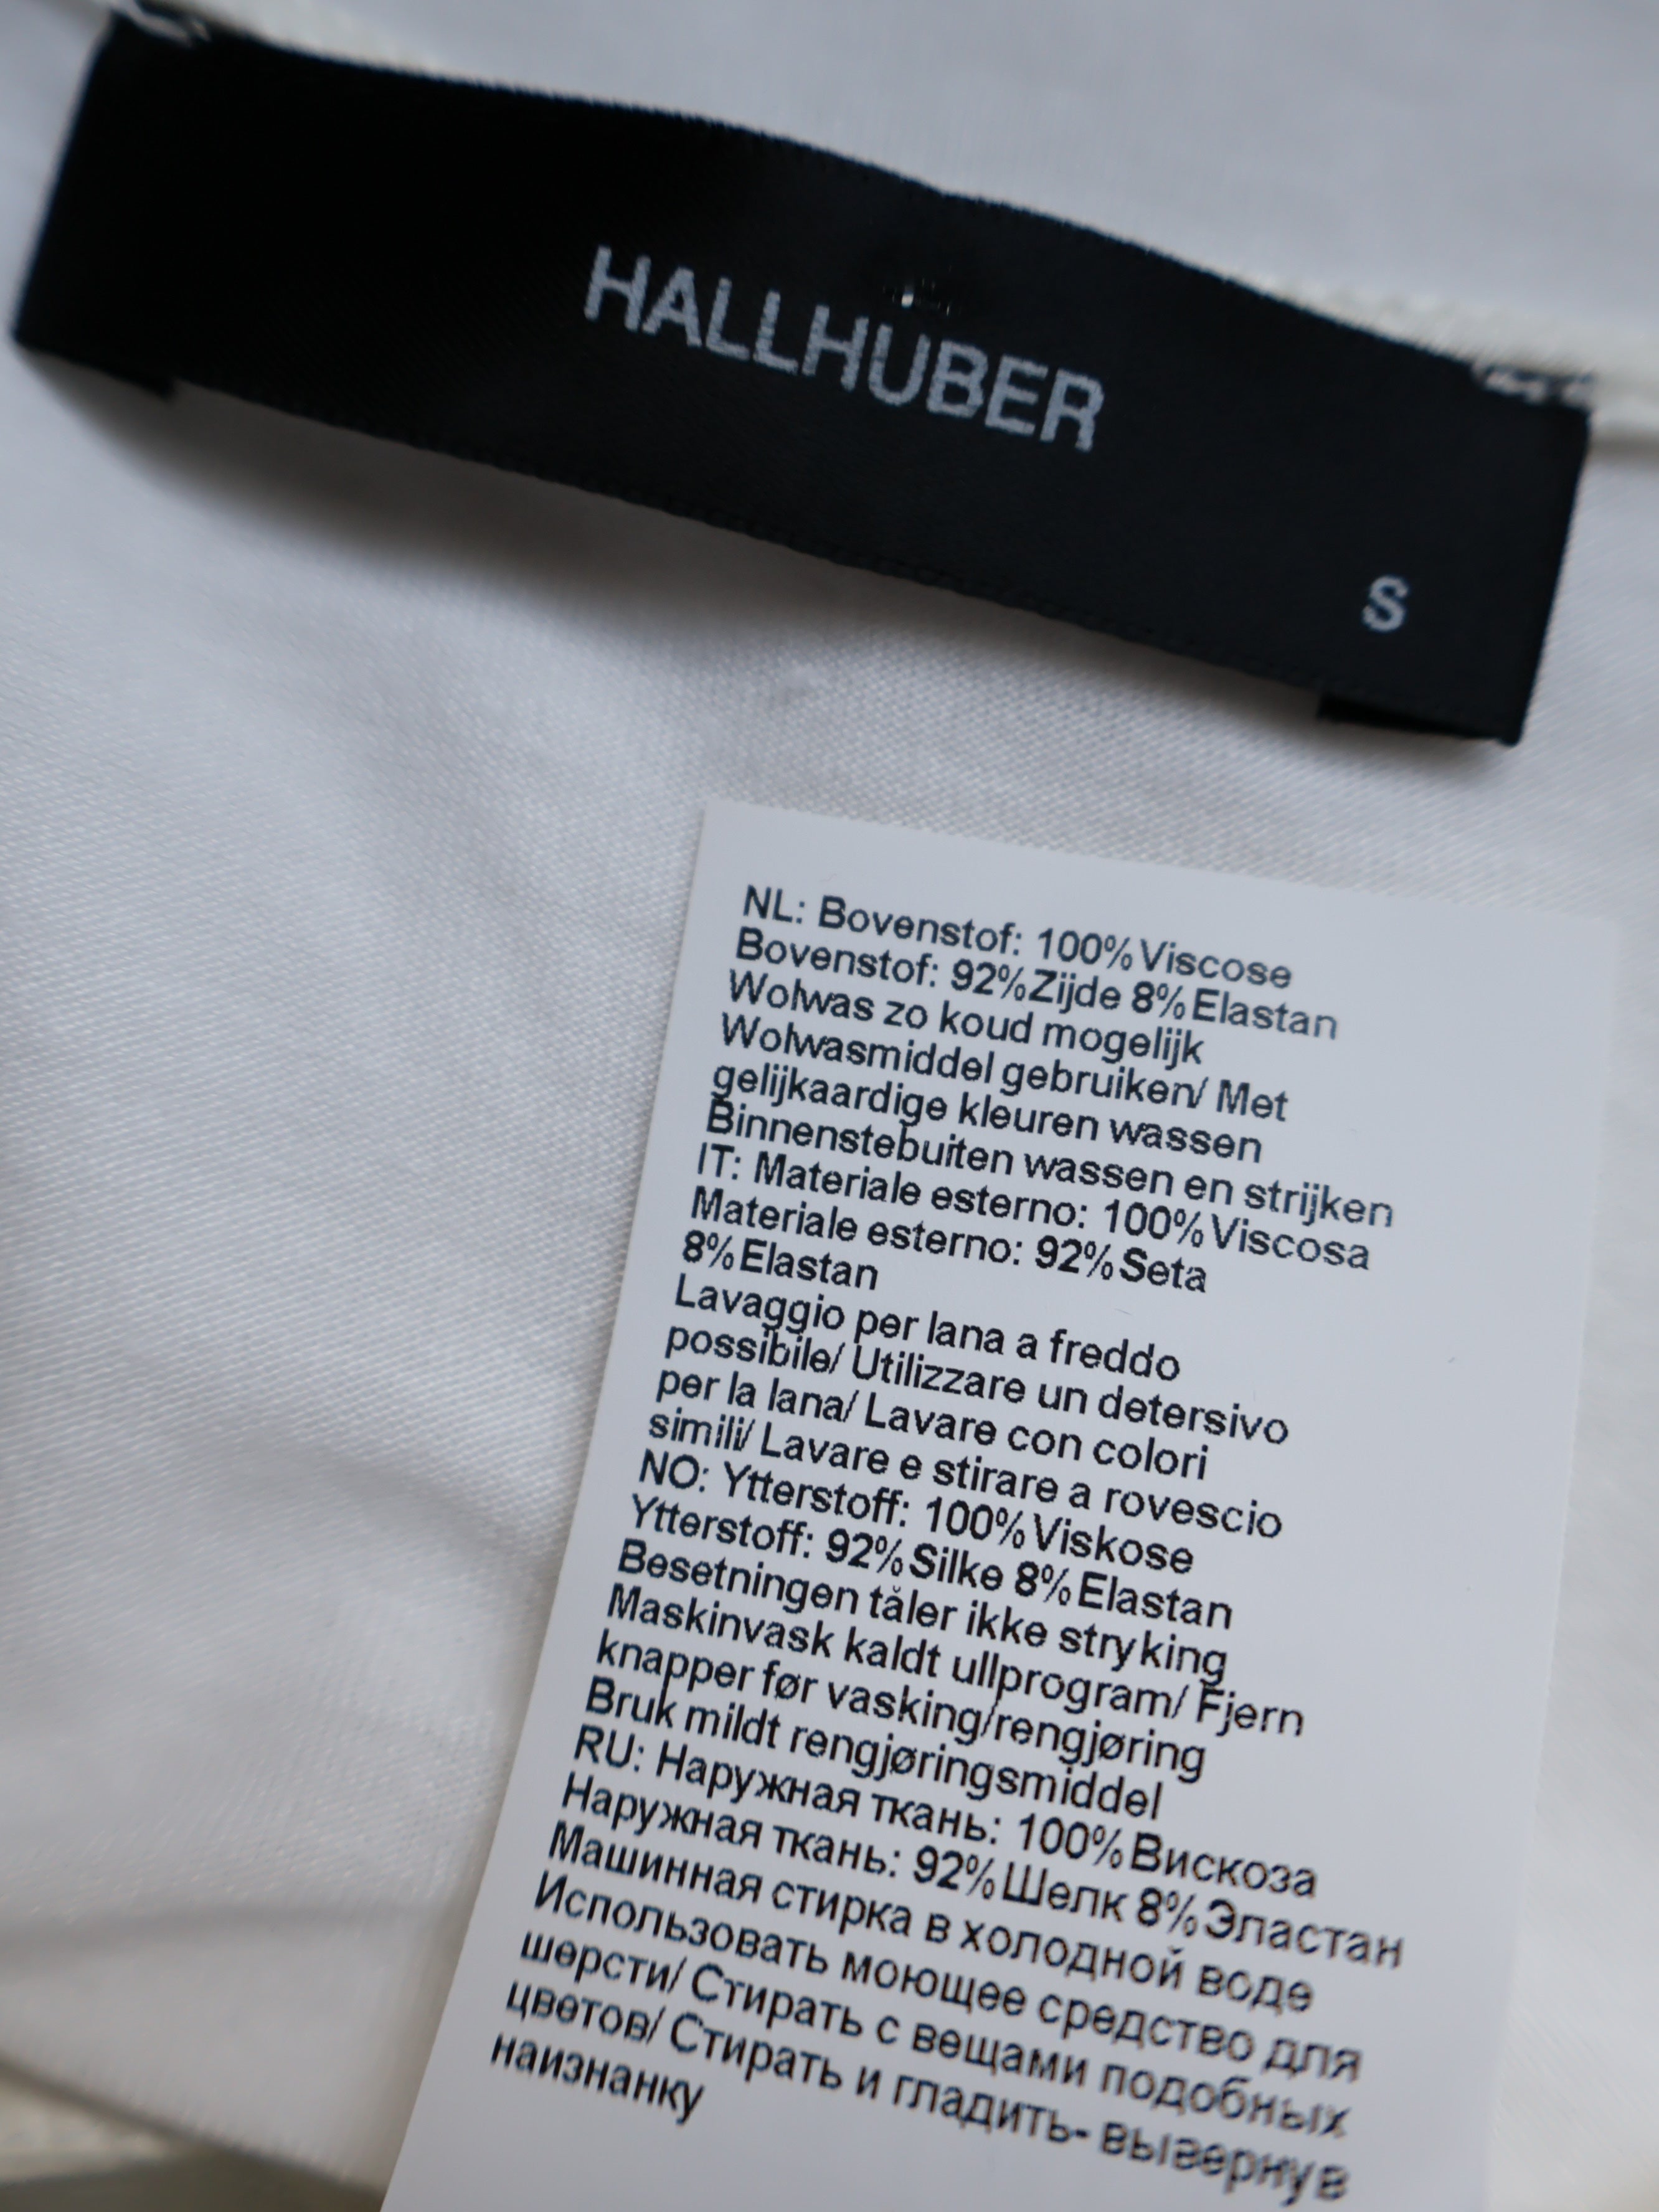 HALLHUBER
S
NL: Bovenstof: 100% Viscose
Bovenstof: 92% Zijde 8% Elastan
Wolwas zo koud mogelijk
Wolwasmiddel gebruiken/ Met
gelijkaardige kleuren wassen
Binnenstebuiten wassen en strijken
IT: Materiale esterno: 100% Viscosa
Materiale esterno: 92% Seta
8% Elastan
Lavaggio per lana a freddo
possibile/ Utilizzare un detersivo
per la lana/ Lavare con colori
simili/ Lavare e stirare a rovescio
NO: Ytterstoff: 100% Viskose
Ytterstoff: 92% Silke 8% Elastan
Besetningen tåler ikke stryking
Maskinvask kaldt ullprogram/ Fjern
knapper før vasking/rengjøring
Bruk mildt rengjøringsmiddel
RU: Наружная ткань: 100% Вискоза
Наружная ткань: 92% Шелк 8% Эластан
Машинная стирка в холодной воде
Использовать моющее средство для
шерсти/ Стирать с вещами подобных
цветов/ Стирать и гладить- вывернув
наизнанку